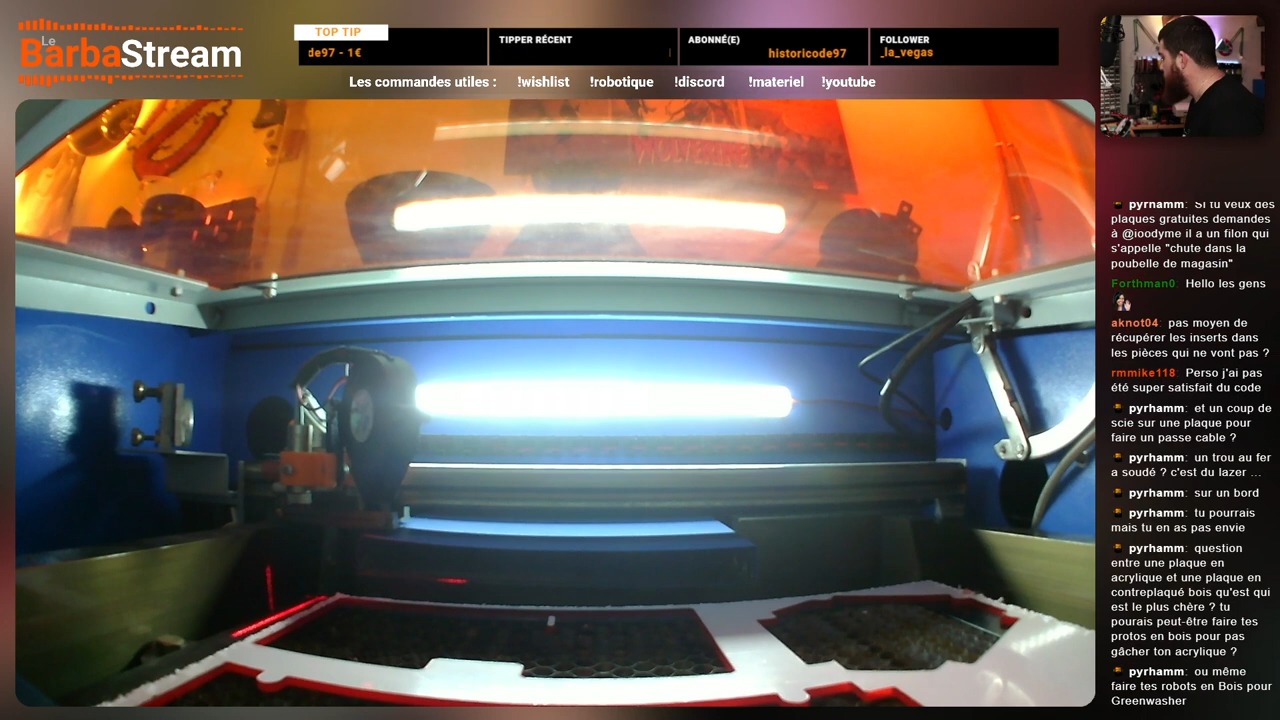 Le
BarbaStream
TOP TIP
de97 - 1€
TIPPER RÉCENT
ABONNÉ(E)
historicode97
FOLLOWER
_la_vegas
Les commandes utiles : !wishlist !robotique !discord !materiel !youtube
WOLVERINE
pyrhamm: Si tu veux des
plaques gratuites demandes
à @ioodyme il a un filon qui
s'appelle "chute dans la
poubelle de magasin"
Forthman0: Hello les gens
aknot04: pas moyen de
récupérer les inserts dans
les pièces qui ne vont pas ?
rmmike118: Perso j'ai pas
été super satisfait du code
pyrhamm: et un coup de
scie sur une plaque pour
faire un passe cable ?
pyrhamm: un trou au fer
a soudé ? c'est du lazer ...
pyrhamm: sur un bord
pyrhamm: tu pourrais
mais tu en as pas envie
pyrhamm: question
entre une plaque en
acrylique et une plaque en
contreplaqué bois qu'est qui
est le plus chère ? tu
pourais peut-être faire tes
protos en bois pour pas
gâcher ton acrylique ?
pyrhamm: ou même
faire tes robots en Bois pour
Greenwasher